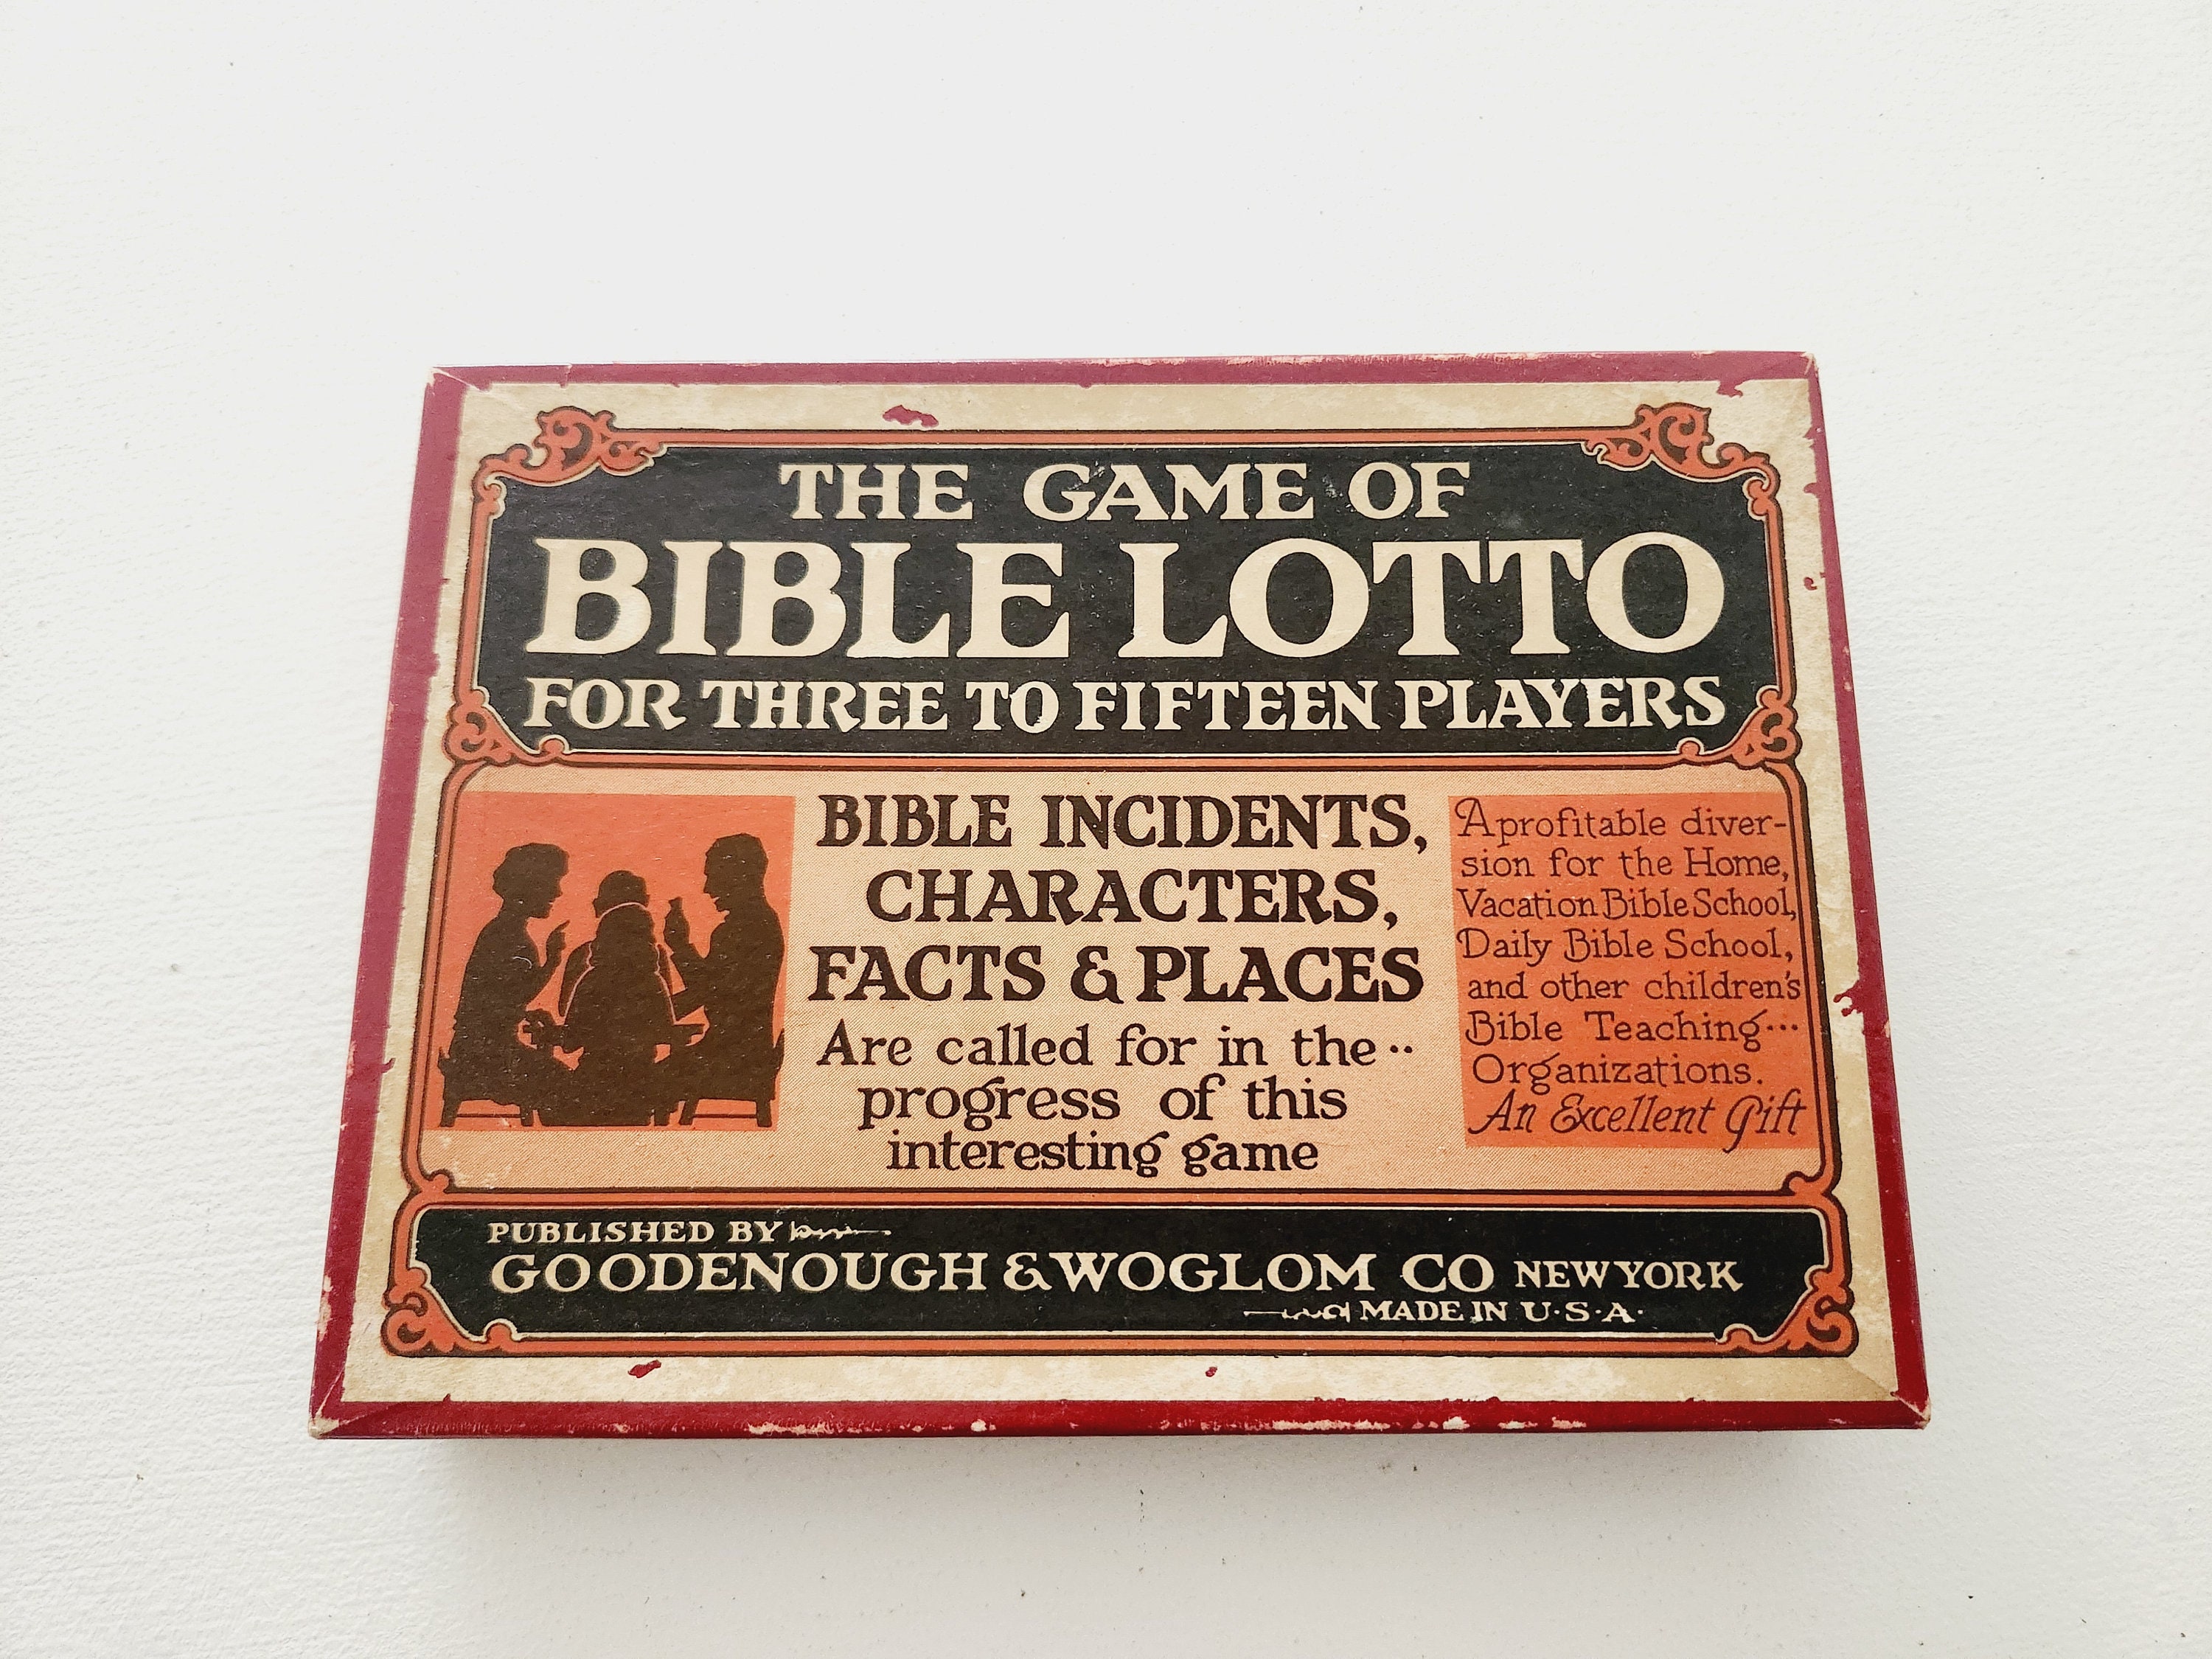 THE GAME OF
BIBLE LOTTO
FOR THREE TO FIFTEEN PLAYERS
BIBLE INCIDENTS,
CHARACTERS,
FACTS & PLACES
Are called for in the ··
progress of this
interesting game
A profitable diver-
sion for the Home,
Vacation Bible School,
Daily Bible School,
and other children's
Bible Teaching ···
Organizations.
An Excellent Gift
PUBLISHED BY
GOODENOUGH & WOGLOM CO NEW YORK
MADE IN U·S·A·